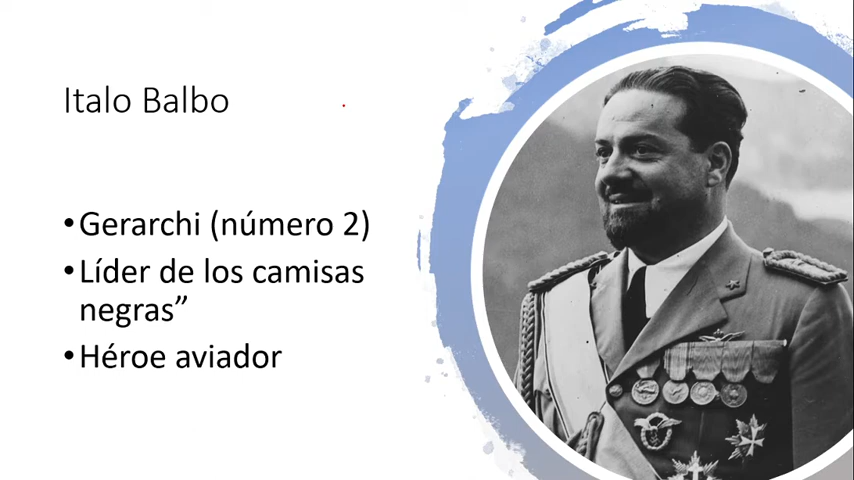 Italo Balbo
•Gerarchi (número 2)
•Líder de los camisas
negras”
•Héroe aviador